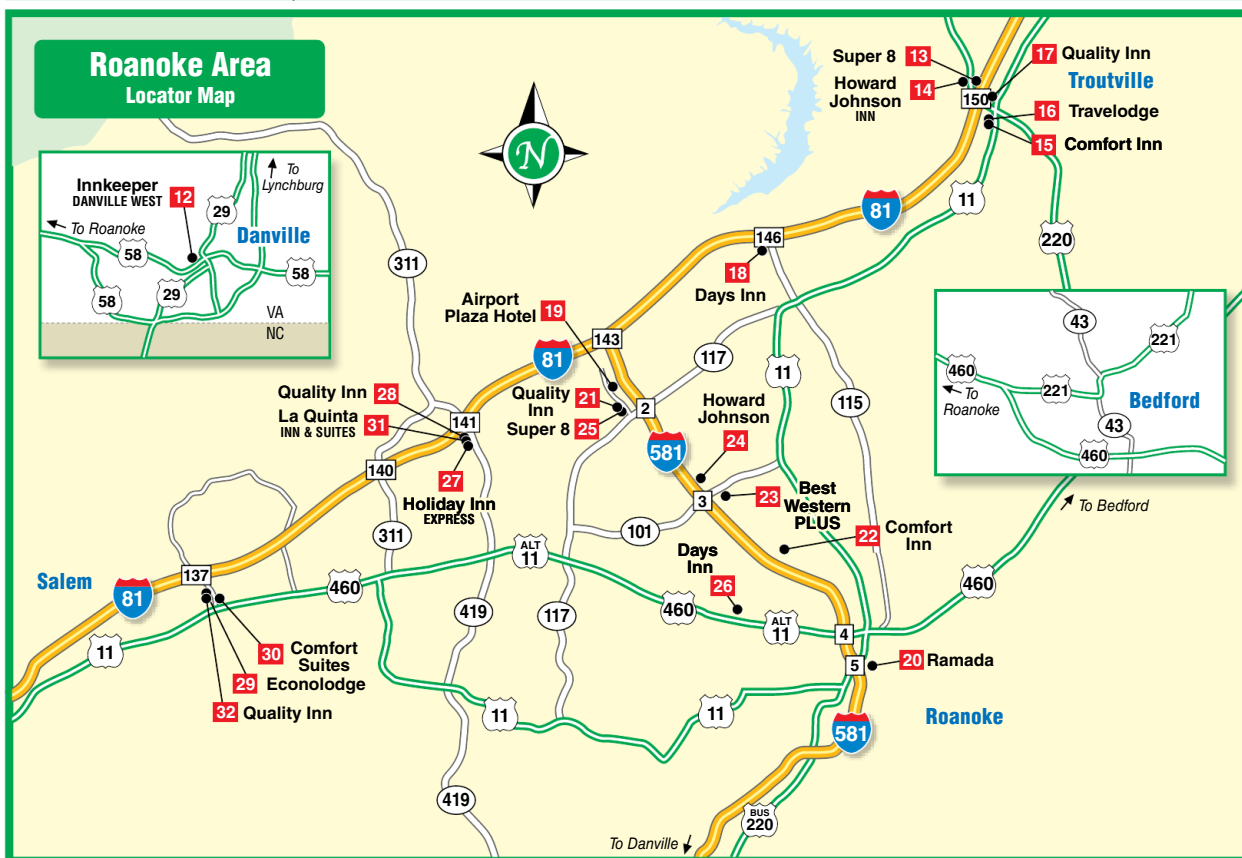 Roanoke Area
Locator Map
N
Super 8 13
Howard
Johnson
INN
14
17 Quality Inn
Troutville
150
16 Travelodge
15 Comfort Inn
11
81
220
146
18
Days Inn
Innkeeper
DANVILLE WEST
12
To
Lynchburg
29
To Roanoke
Danville
58
58
58
29
VA
NC
311
Airport
Plaza Hotel
19
143
81
117
11
115
43
221
460
To
Roanoke
221
Bedford
43
460
To Bedford
Quality Inn 28
La Quinta
INN & SUITES
31
141
140
27
Holiday Inn
EXPRESS
Quality
Inn
21
Super 8 25
2
581
Howard
Johnson
24
3
23
Best
Western
PLUS
101
22 Comfort
Inn
Days
Inn
26
311
ALT
11
460
460
ALT
11
4
460
Salem
81
137
11
419
117
5
20 Ramada
30 Comfort
Suites
29 Econolodge
32 Quality Inn
11
11
Roanoke
581
419
BUS
220
To Danville